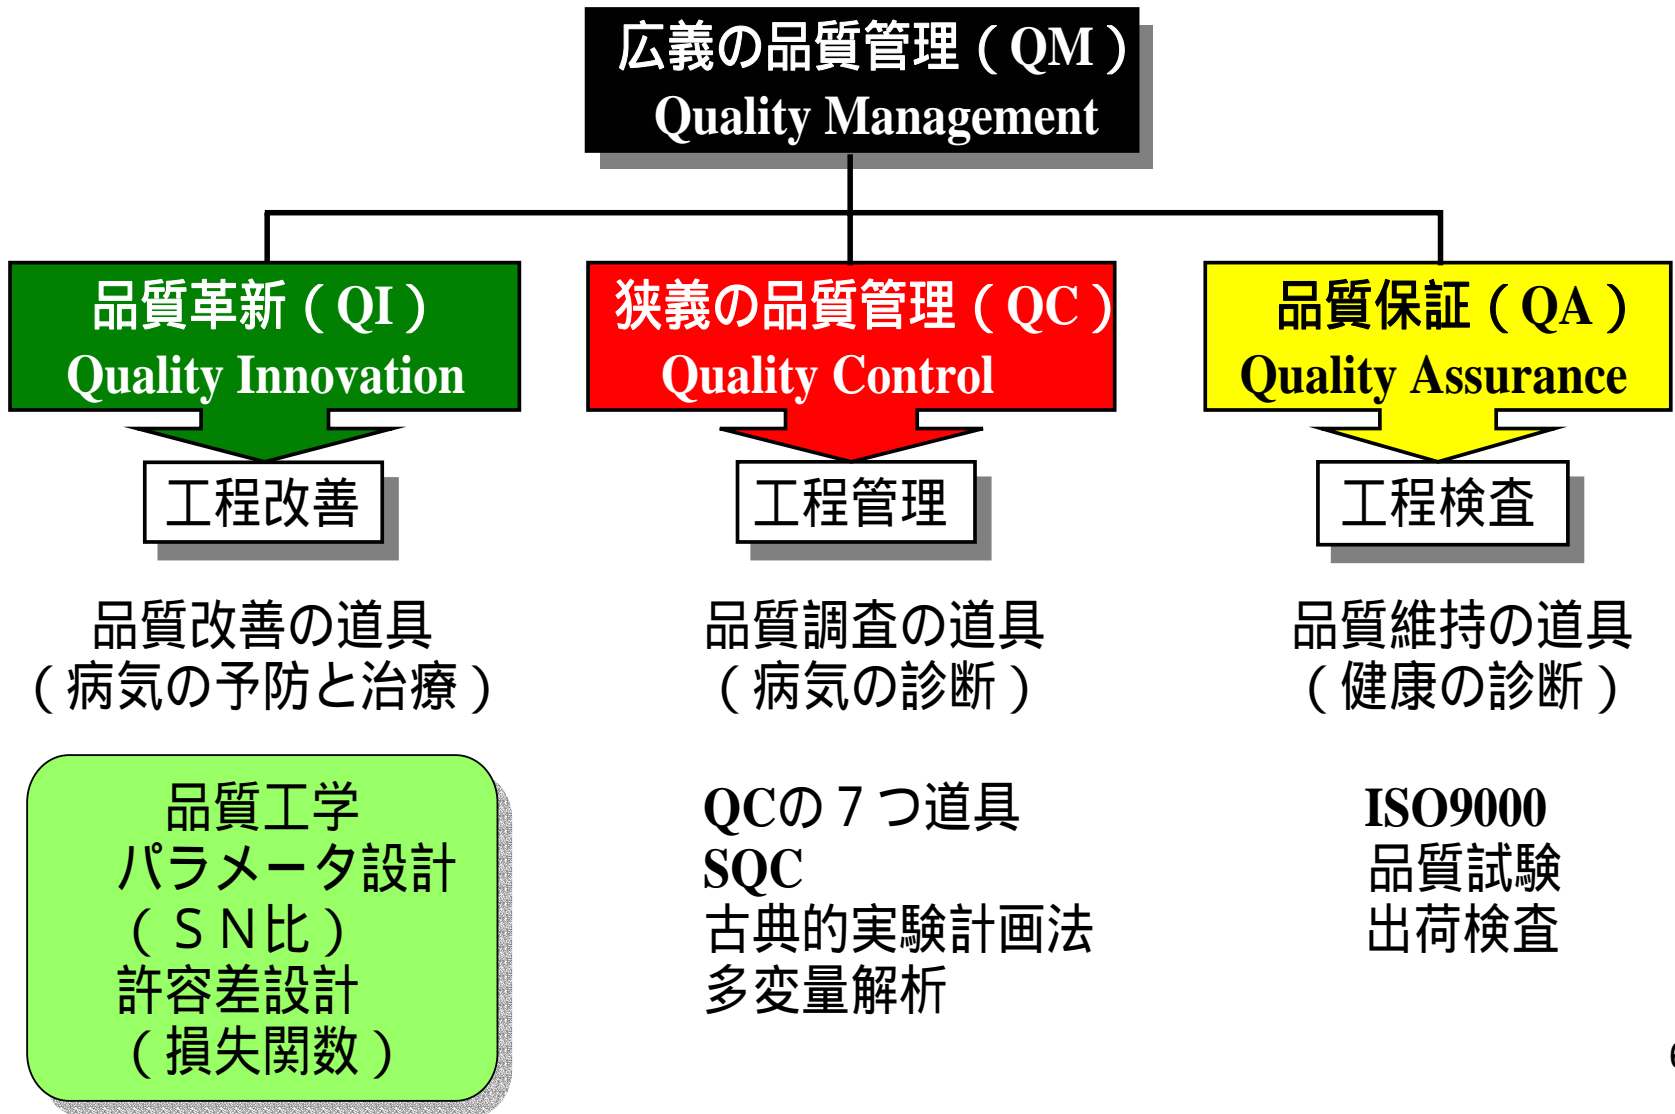 広義の品質管理（QM）
Quality Management
品質革新（QI）
Quality Innovation
工程改善
品質改善の道具
（病気の予防と治療）
品質工学
パラメータ設計
（ＳＮ比）
許容差設計
（損失関数）
狭義の品質管理（QC）
Quality Control
工程管理
品質調査の道具
（病気の診断）
QCの７つ道具
SQC
古典的実験計画法
多変量解析
品質保証（QA）
Quality Assurance
工程検査
品質維持の道具
（健康の診断）
ISO9000
品質試験
出荷検査